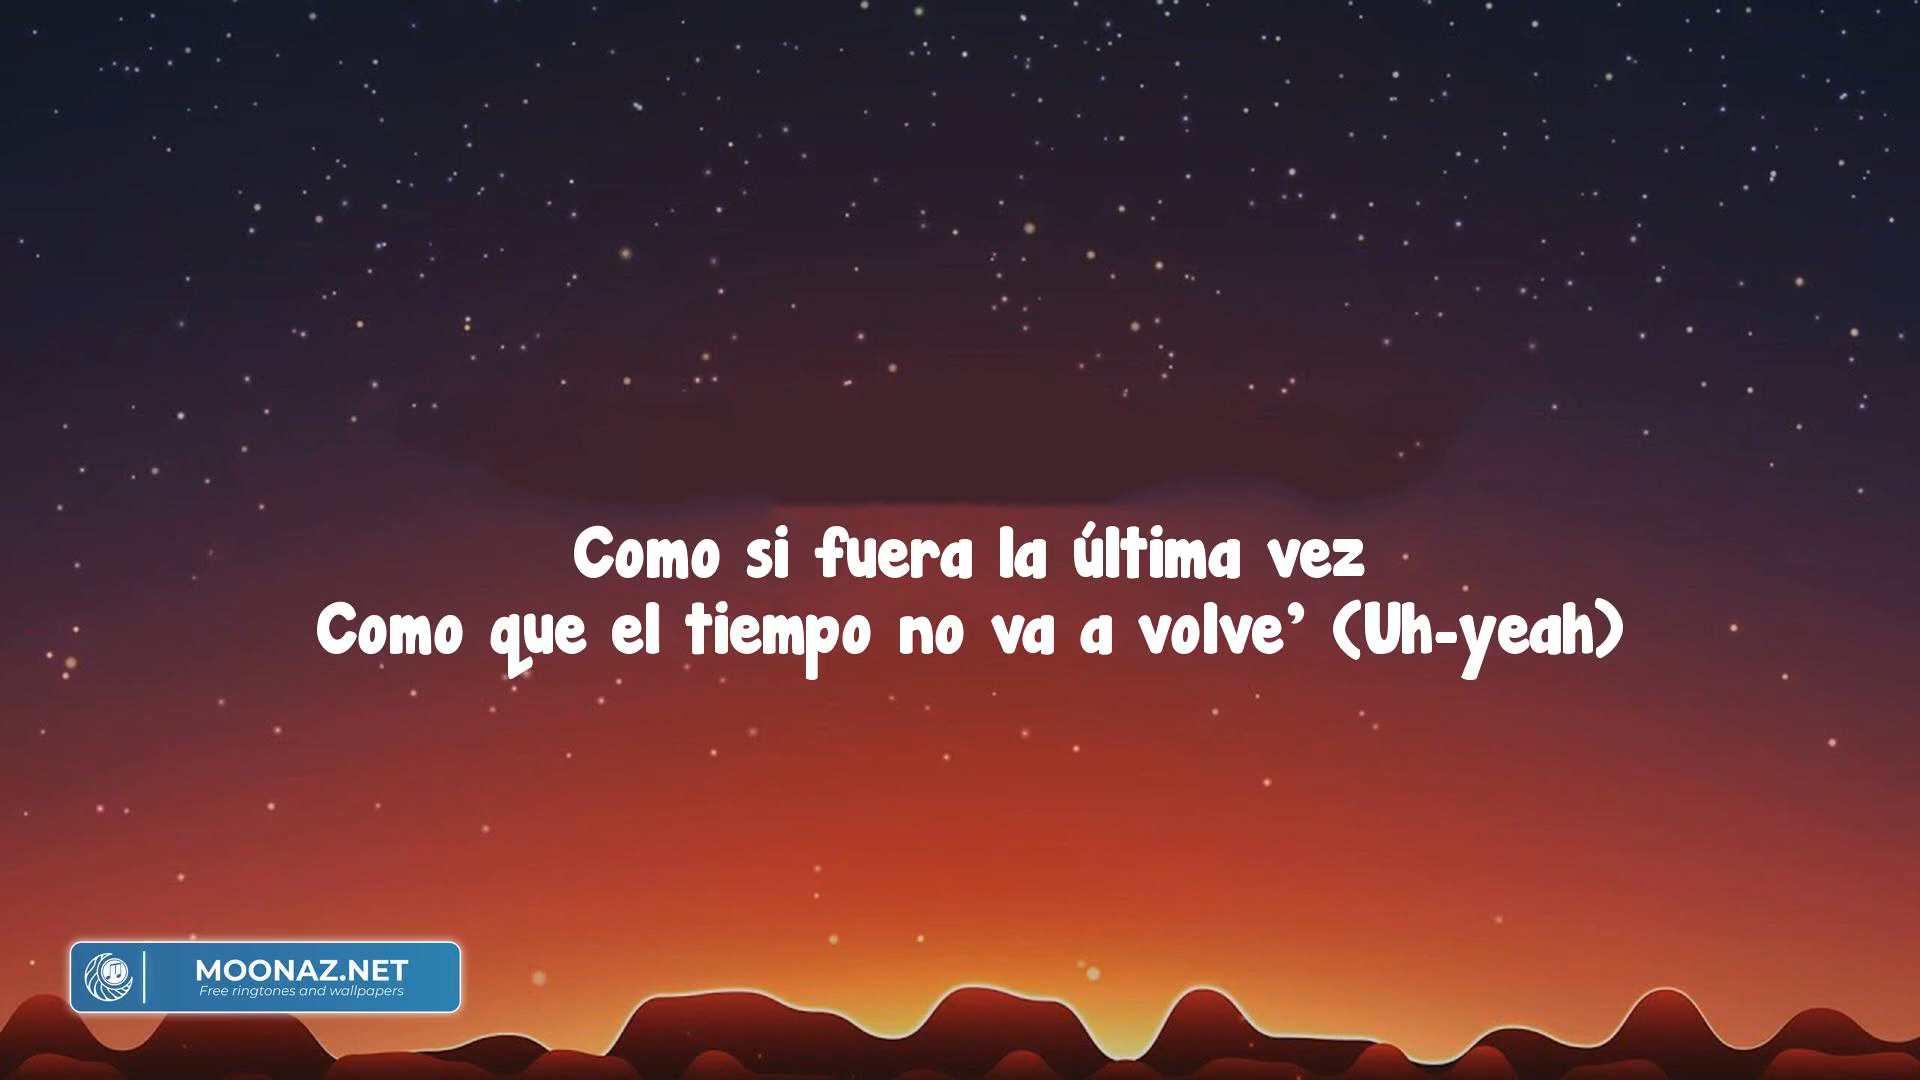 Como si fuera la última vez
Como que el tiempo no va a volve’ (Uh-yeah)
MOONAZ.NET
Free ringtones and wallpapers